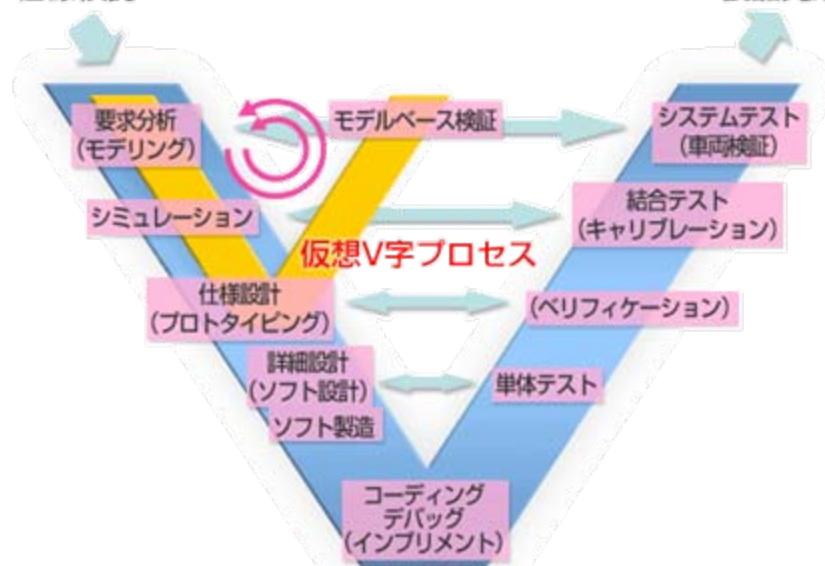 要求分析
(モデリング)
モデルベース検証
システムテスト
(車両検証)
シミュレーション
結合テスト
(キャリブレーション)
仮想V字プロセス
仕様設計
(プロトタイピング)
(ベリフィケーション)
詳細設計
(ソフト設計)
単体テスト
ソフト製造
コーディング
デバッグ
(インプリメント)